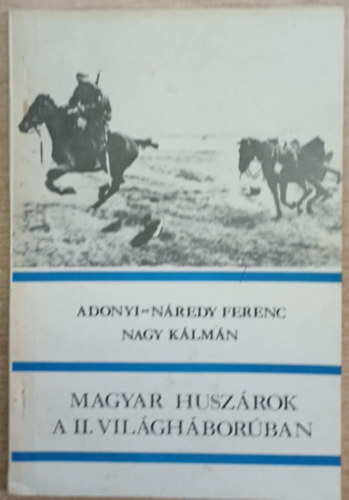 ADONYI-NÁREDY FERENC
NAGY KÁLMÁN
MAGYAR HUSZÁROK
A II. VILÁGHÁBORÚBAN